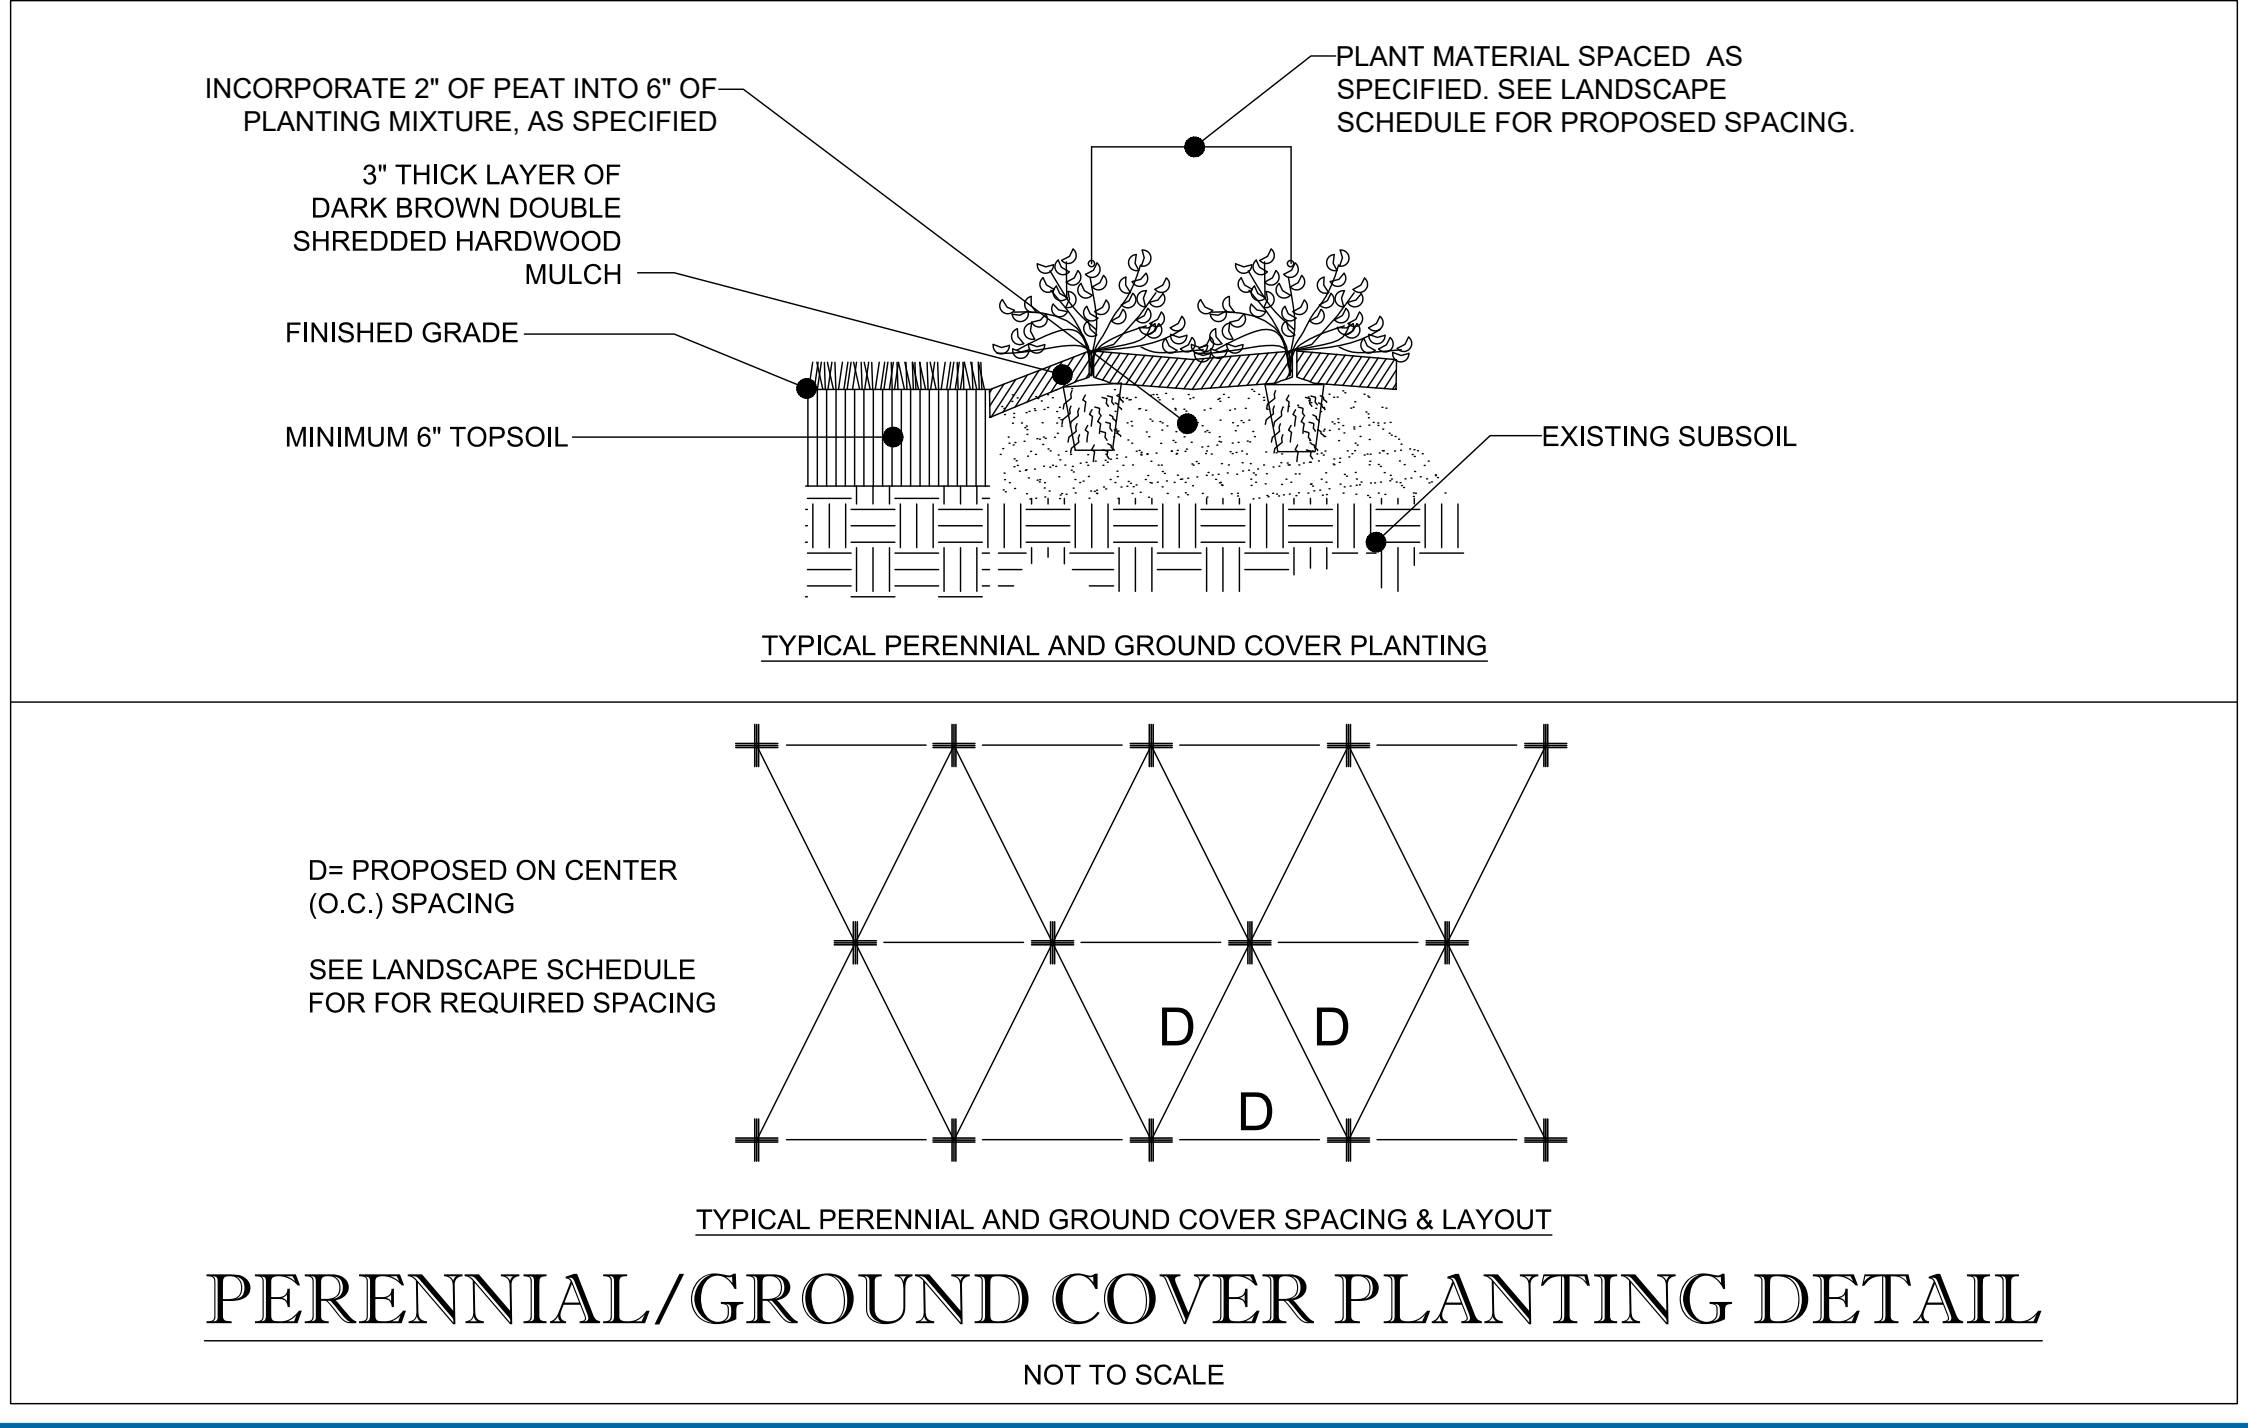 INCORPORATE 2" OF PEAT INTO 6" OF
PLANTING MIXTURE, AS SPECIFIED
PLANT MATERIAL SPACED AS
SPECIFIED. SEE LANDSCAPE
SCHEDULE FOR PROPOSED SPACING.
3" THICK LAYER OF
DARK BROWN DOUBLE
SHREDDED HARDWOOD
MULCH
FINISHED GRADE
MINIMUM 6" TOPSOIL
EXISTING SUBSOIL
TYPICAL PERENNIAL AND GROUND COVER PLANTING
D= PROPOSED ON CENTER
(O.C.) SPACING
SEE LANDSCAPE SCHEDULE
FOR FOR REQUIRED SPACING
D
D
D
TYPICAL PERENNIAL AND GROUND COVER SPACING & LAYOUT
PERENNIAL/GROUND COVER PLANTING DETAIL
NOT TO SCALE